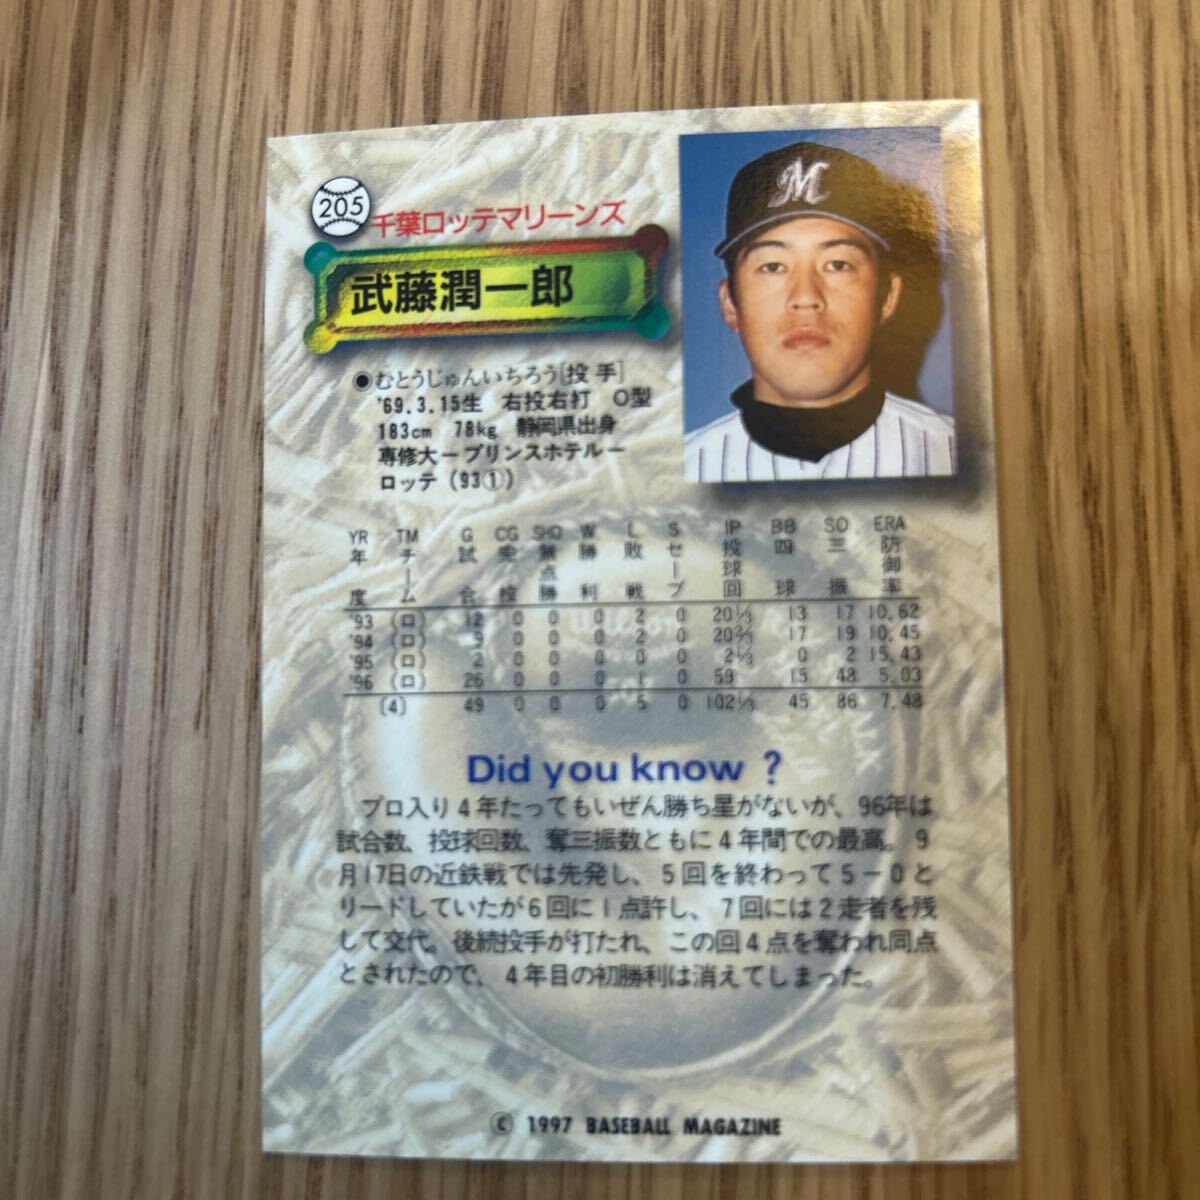 205
千葉ロッテマリーンズ
武藤潤一郎
M
◉むとうじゅんいちろう[投手]
'69.3.15生 右投右打 O型
183cm 78kg 静岡県出身
専修大ープリンスホテルー
ロッテ(93①)
YR TM G CG SHO W L S IP BB SO ERA
年度 チーム 試合 完投 無点勝 勝利 敗戦 セーブ 投球回 四球 三振 防御率
'93 (ロ) 12 0 0 0 2 0 20⅓ 13 17 10.62
'94 (ロ) 9 0 0 0 2 0 20⅔ 17 19 10.45
'95 (ロ) 2 0 0 0 0 0 2⅓ 0 2 15.43
'96 (ロ) 26 0 0 0 1 0 59 15 48 5.03
〔4〕 49 0 0 0 5 0 102⅓ 45 86 7.48
Did you know ?
プロ入り4年たってもいぜん勝ち星がないが、96年は
試合数、投球回数、奪三振数ともに4年間での最高。9
月17日の近鉄戦では先発し、5回を終わって5－0と
リードしていたが6回に1点許し、7回には2走者を残
して交代。後続投手が打たれ、この回4点を奪われ同点
とされたので、4年目の初勝利は消えてしまった。
© 1997 BASEBALL MAGAZINE